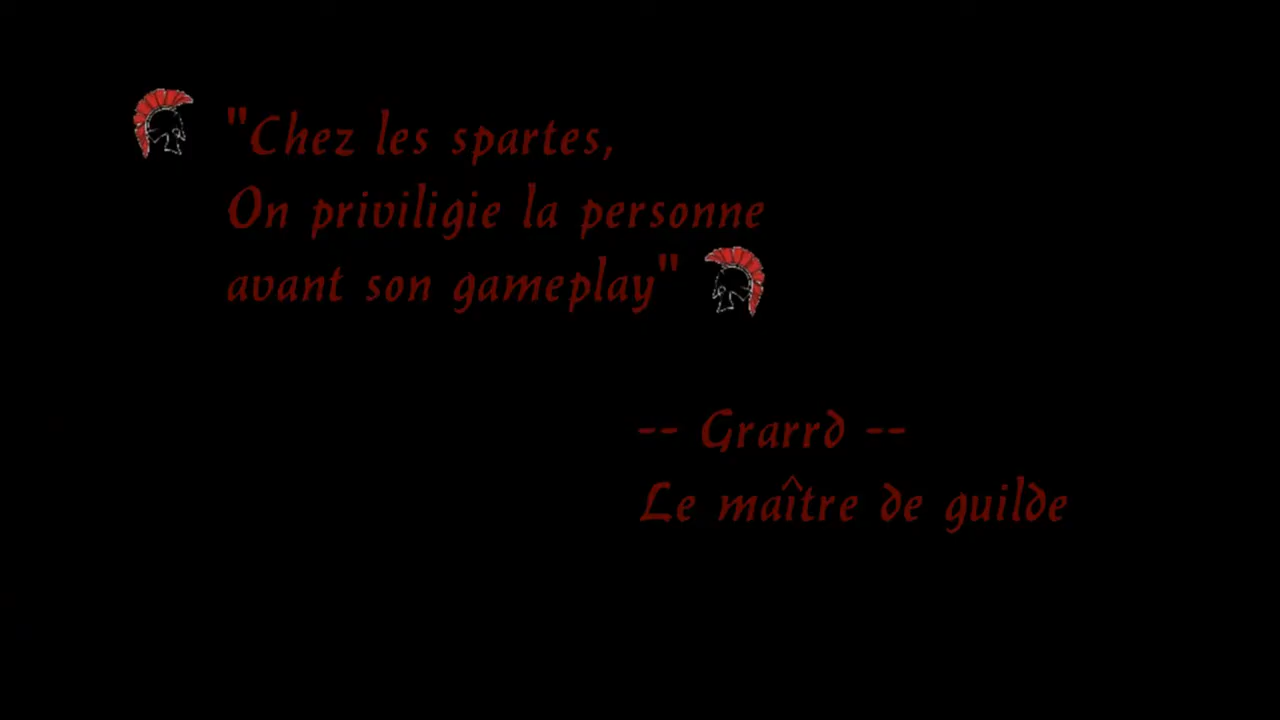 "Chez les spartes,
On priviligie la personne
avant son gameplay"
-- Grarrd --
Le maître de guilde